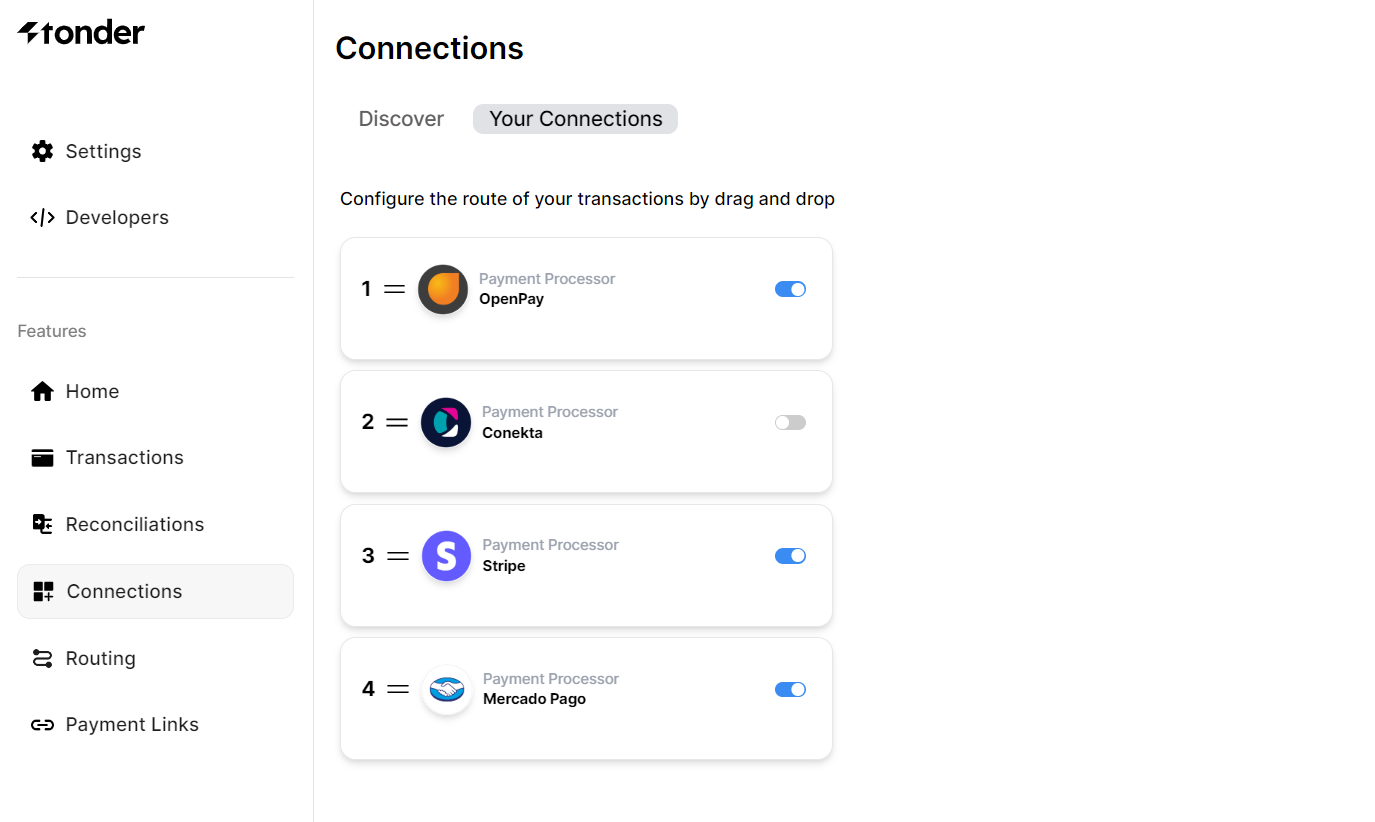 tonder
Settings
Developers
Features
Home
Transactions
Reconciliations
Connections
Routing
Payment Links
Connections
Discover
Your Connections
Configure the route of your transactions by drag and drop
1
Payment Processor
OpenPay
2
Payment Processor
Conekta
3
S
Payment Processor
Stripe
4
Payment Processor
Mercado Pago